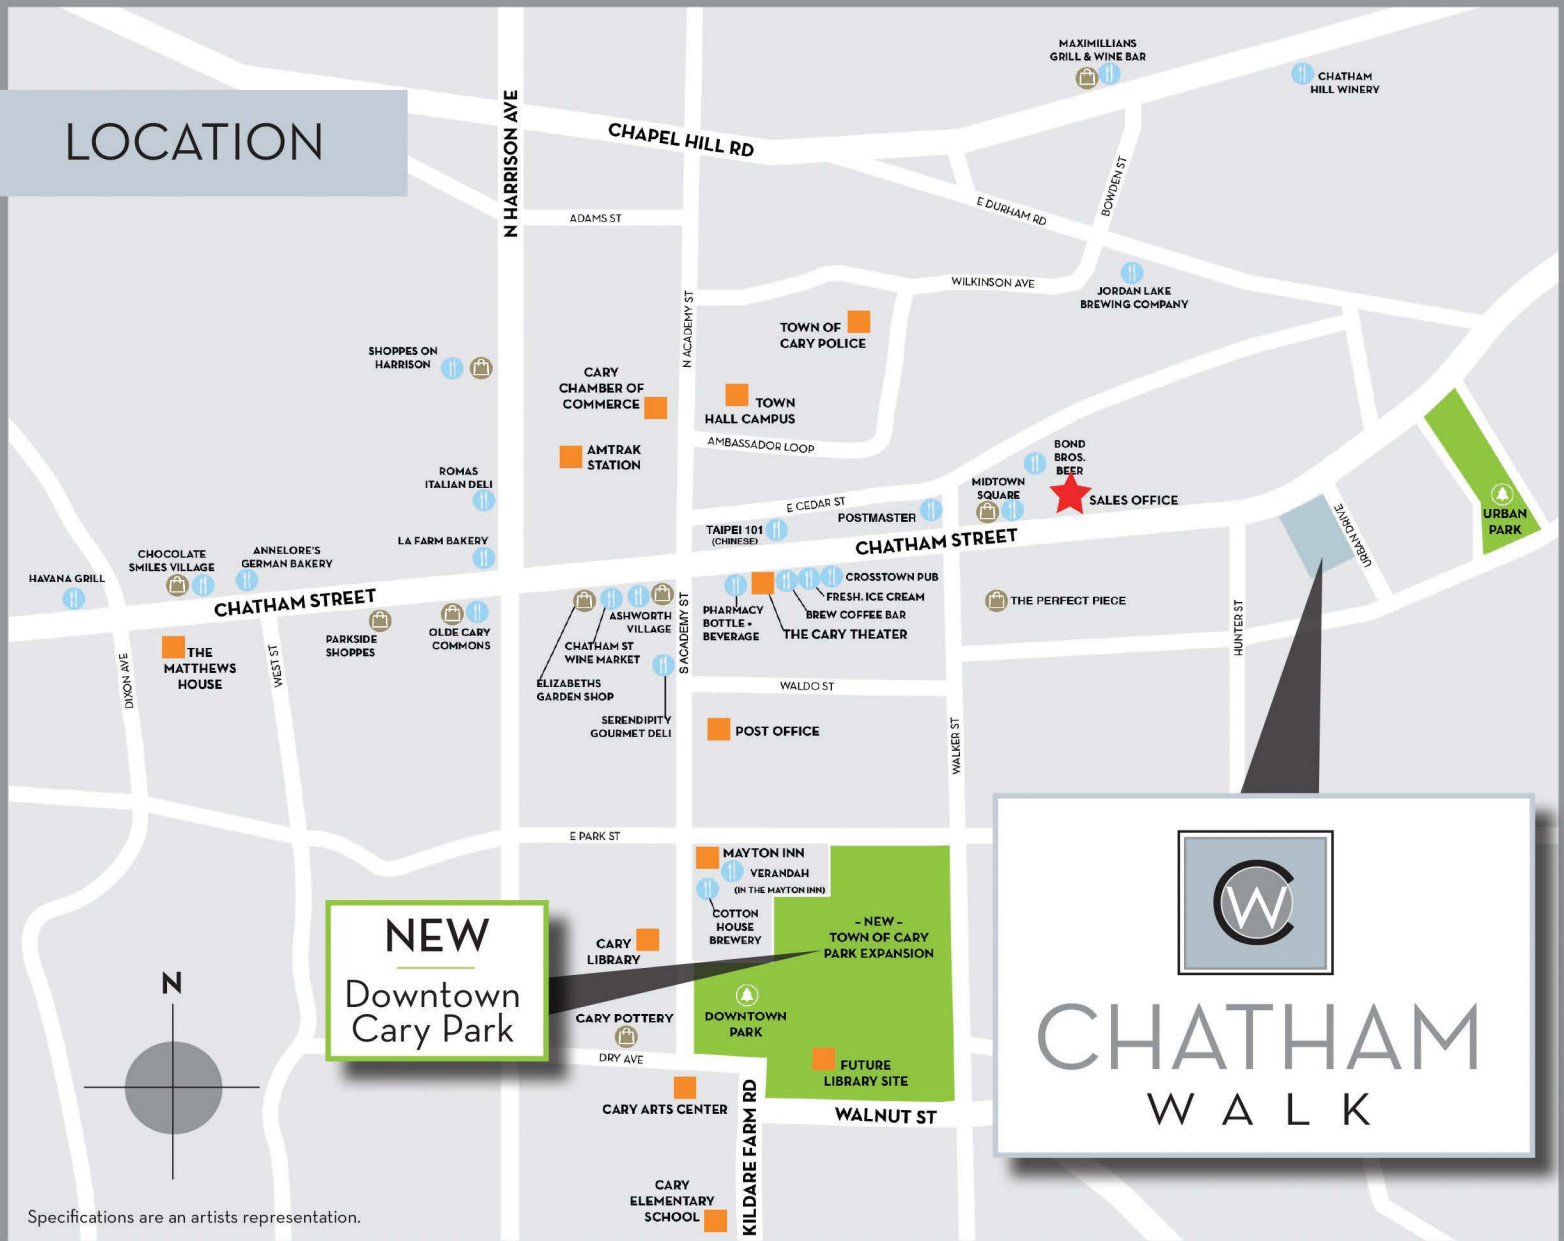 LOCATION
N HARRISON AVE
CHAPEL HILL RD
MAXIMILLIANS
GRILL & WINE BAR
CHATHAM
HILL WINERY
ADAMS ST
E DURHAM RD
BOWDEN ST
WILKINSON AVE
JORDAN LAKE
BREWING COMPANY
N ACADEMY ST
TOWN OF
CARY POLICE
SHOPPES ON
HARRISON
CARY
CHAMBER OF
COMMERCE
TOWN
HALL CAMPUS
AMBASSADOR LOOP
AMTRAK
STATION
ROMAS
ITALIAN DELI
BOND
BROS.
BEER
MIDTOWN
SQUARE
SALES OFFICE
E CEDAR ST
POSTMASTER
TAIPEI 101
(CHINESE)
CHATHAM STREET
URBAN DRIVE
URBAN
PARK
LA FARM BAKERY
CHOCOLATE
SMILES VILLAGE
ANNELORE'S
GERMAN BAKERY
HAVANA GRILL
CHATHAM STREET
PARKSIDE
SHOPPES
OLDE CARY
COMMONS
THE
MATTHEWS
HOUSE
DIXON AVE
WEST ST
ASHWORTH
VILLAGE
CHATHAM ST
WINE MARKET
ELIZABETHS
GARDEN SHOP
SERENDIPITY
GOURMET DELI
S ACADEMY ST
PHARMACY
BOTTLE +
BEVERAGE
CROSSTOWN PUB
FRESH. ICE CREAM
BREW COFFEE BAR
THE CARY THEATER
THE PERFECT PIECE
HUNTER ST
WALDO ST
POST OFFICE
WALKER ST
E PARK ST
MAYTON INN
VERANDAH
(IN THE MAYTON INN)
COTTON
HOUSE
BREWERY
– NEW –
TOWN OF CARY
PARK EXPANSION
CARY
LIBRARY
NEW
Downtown
Cary Park
CARY POTTERY
DOWNTOWN
PARK
DRY AVE
FUTURE
LIBRARY SITE
CARY ARTS CENTER
KILDARE FARM RD
WALNUT ST
CARY
ELEMENTARY
SCHOOL
N
CW
CHATHAM
WALK
Specifications are an artists representation.